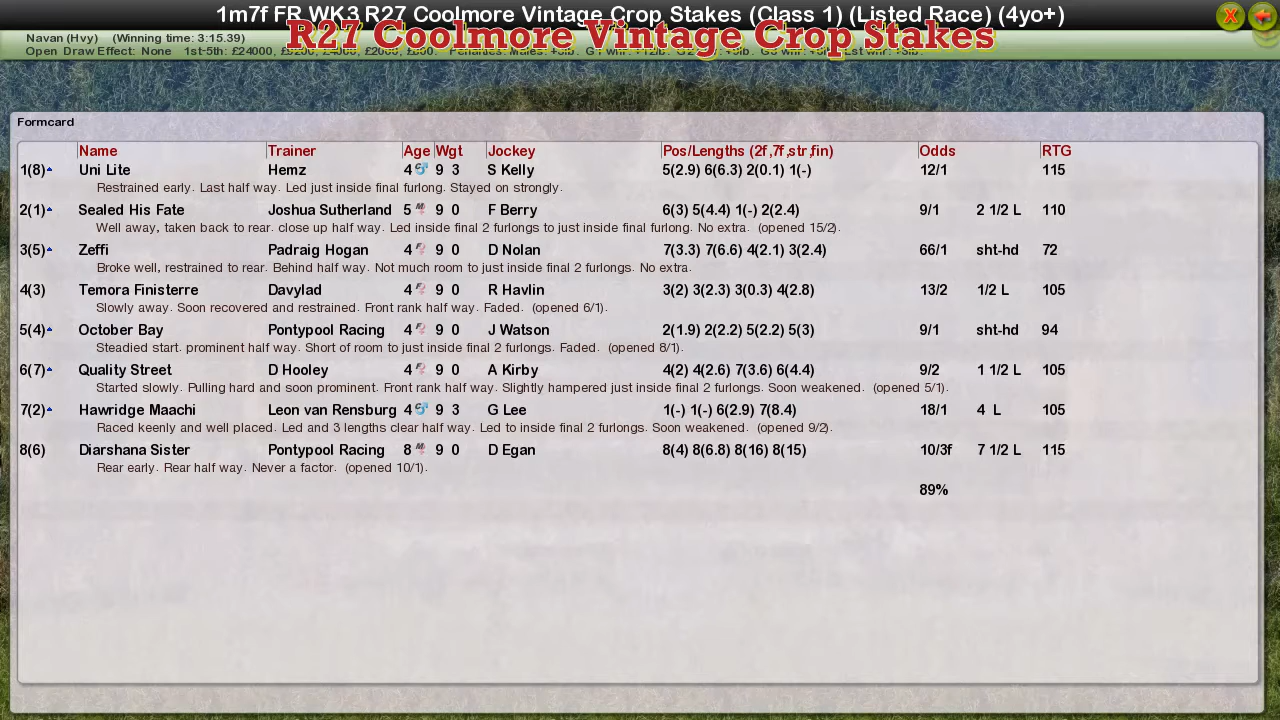 1m7f FR WK3 R27 Coolmore Vintage Crop Stakes (Class 1) (Listed Race) (4yo+)
R27 Coolmore Vintage Crop Stakes
Navan (Hvy) (Winning time: 3:15.39)
Open Draw Effect: None 1st-5th: £24000,
Formcard
Name Trainer Age Wgt Jockey Pos/Lengths (2f,7f,str,fin) Odds RTG
1(8) Uni Lite Hemz 4 9 3 S Kelly 5(2.9) 6(6.3) 2(0.1) 1(-) 12/1 115
Restrained early. Last half way. Led just inside final furlong. Stayed on strongly.
2(1) Sealed His Fate Joshua Sutherland 5 9 0 F Berry 6(3) 5(4.4) 1(-) 2(2.4) 9/1 2 1/2 L 110
Well away, taken back to rear. close up half way. Led inside final 2 furlongs to just inside final furlong. No extra. (opened 15/2).
3(5) Zeffi Padraig Hogan 4 9 0 D Nolan 7(3.3) 7(6.6) 4(2.1) 3(2.4) 66/1 sht-hd 72
Broke well, restrained to rear. Behind half way. Not much room to just inside final 2 furlongs. No extra.
4(3) Temora Finisterre Davylad 4 9 0 R Havlin 3(2) 3(2.3) 3(0.3) 4(2.8) 13/2 1/2 L 105
Slowly away. Soon recovered and restrained. Front rank half way. Faded. (opened 6/1).
5(4) October Bay Pontypool Racing 4 9 0 J Watson 2(1.9) 2(2.2) 5(2.2) 5(3) 9/1 sht-hd 94
Steadied start. prominent half way. Short of room to just inside final 2 furlongs. Faded. (opened 8/1).
6(7) Quality Street D Hooley 4 9 0 A Kirby 4(2) 4(2.6) 7(3.6) 6(4.4) 9/2 1 1/2 L 105
Started slowly. Pulling hard and soon prominent. Front rank half way. Slightly hampered just inside final 2 furlongs. Soon weakened. (opened 5/1).
7(2) Hawridge Maachi Leon van Rensburg 4 9 3 G Lee 1(-) 1(-) 6(2.9) 7(8.4) 18/1 4 L 105
Raced keenly and well placed. Led and 3 lengths clear half way. Led to inside final 2 furlongs. Soon weakened. (opened 9/2).
8(6) Diarshana Sister Pontypool Racing 8 9 0 D Egan 8(4) 8(6.8) 8(16) 8(15) 10/3f 7 1/2 L 115
Rear early. Rear half way. Never a factor. (opened 10/1).
89%